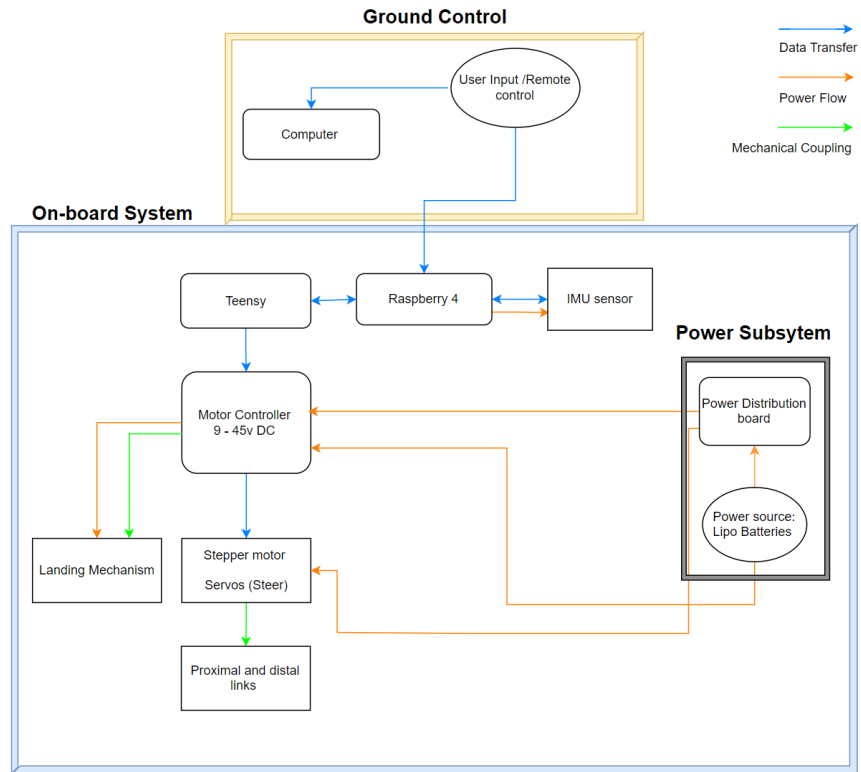 Ground Control
Data Transfer
Power Flow
Mechanical Coupling
User Input /Remote
control
Computer
On-board System
Teensy
Raspberry 4
IMU sensor
Power Subsytem
Motor Controller
9 - 45v DC
Power Distribution
board
Power source:
Lipo Batteries
Landing Mechanism
Stepper motor
Servos (Steer)
Proximal and distal
links